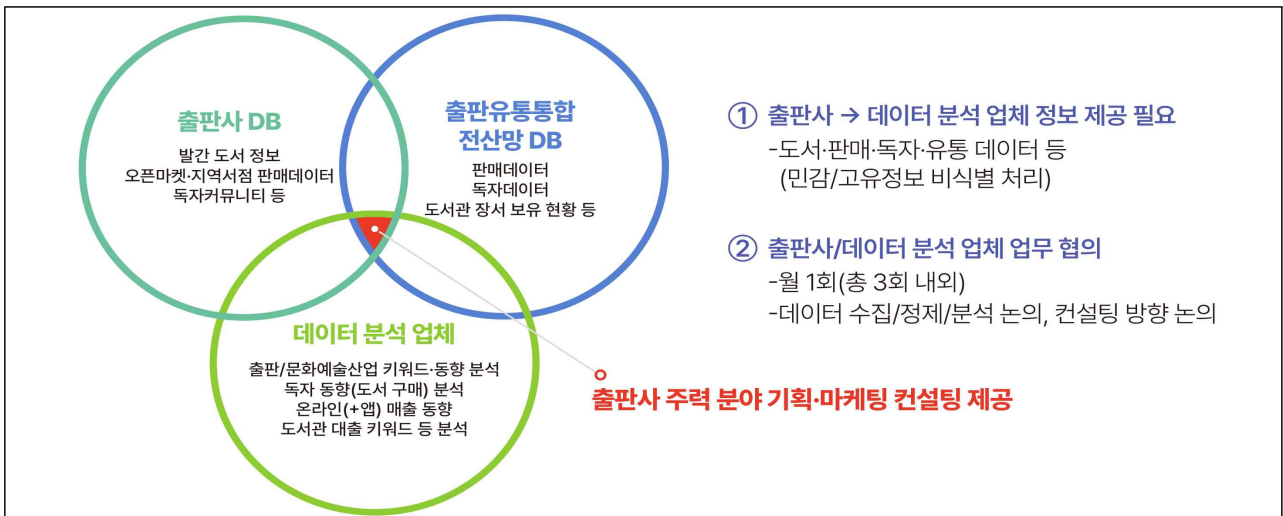 출판사 DB
발간 도서 정보
오픈마켓·지역서점 판매데이터
독자커뮤니티 등
출판유통통합
전산망 DB
판매데이터
독자데이터
도서관 장서 보유 현황 등
데이터 분석 업체
출판/문화예술산업 키워드·동향 분석
독자 동향(도서 구매) 분석
온라인(+앱) 매출 동향
도서관 대출 키워드 등 분석
출판사 주력 분야 기획·마케팅 컨설팅 제공
① 출판사 → 데이터 분석 업체 정보 제공 필요
-도서·판매·독자·유통 데이터 등
(민감/고유정보 비식별 처리)
② 출판사/데이터 분석 업체 업무 협의
-월 1회(총 3회 내외)
-데이터 수집/정제/분석 논의, 컨설팅 방향 논의